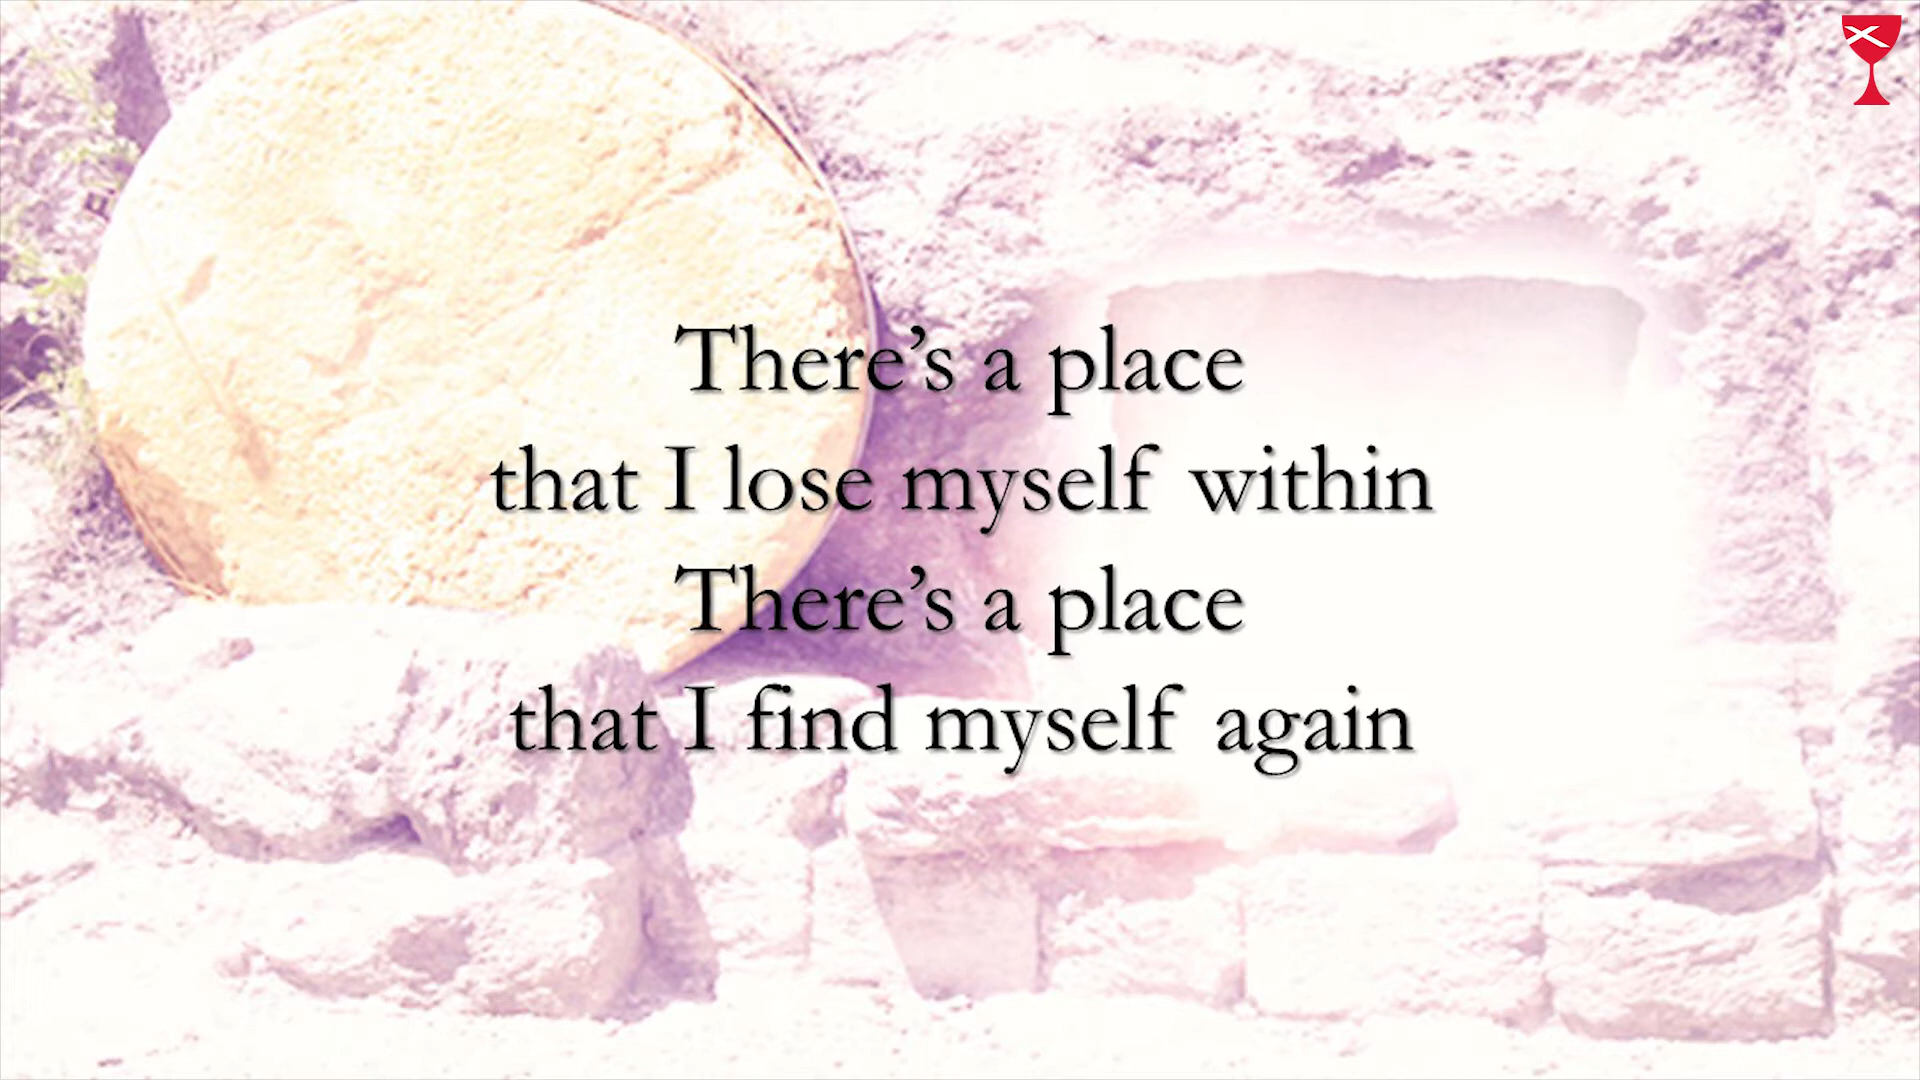 There’s a place
that I lose myself within
There’s a place
that I find myself again